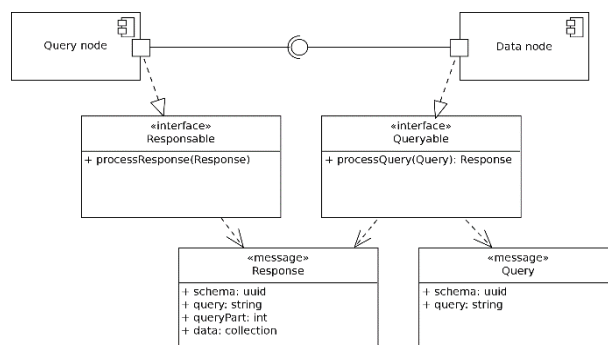 Query node
Data node
«interface»
Responsable
+ processResponse(Response)
«interface»
Queryable
+ processQuery(Query): Response
«message»
Response
+ schema: uuid
+ query: string
+ queryPart: int
+ data: collection
«message»
Query
+ schema: uuid
+ query: string